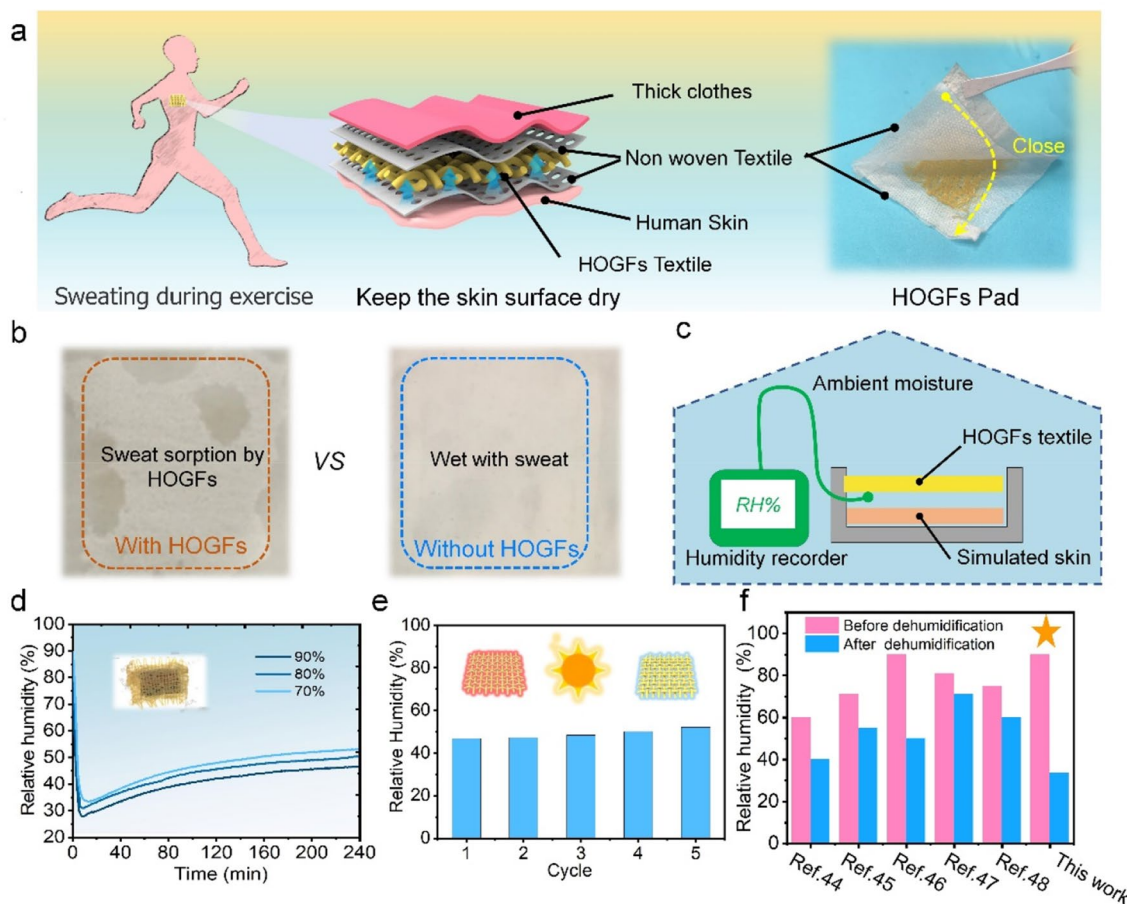 a
Thick clothes
Non woven Textile
Close
Human Skin
HOGFs Textile
Sweating during exercise
Keep the skin surface dry
HOGFs Pad
b
Sweat sorption by
HOGFs
With HOGFs
VS
Wet with sweat
Without HOGFs
c
Ambient moisture
HOGFs textile
RH%
Humidity recorder
Simulated skin
d
Relative humidity (%)
100
90
80
70
60
50
40
30
20
90%
80%
70%
0
40
80
120
160
200
240
Time (min)
e
Relative Humidity (%)
100
80
60
40
20
0
1
2
3
4
5
Cycle
f
Relative humidity (%)
100
80
60
40
20
0
Before dehumidification
After dehumidification
Ref.44
Ref.45
Ref.46
Ref.47
Ref.48
This work